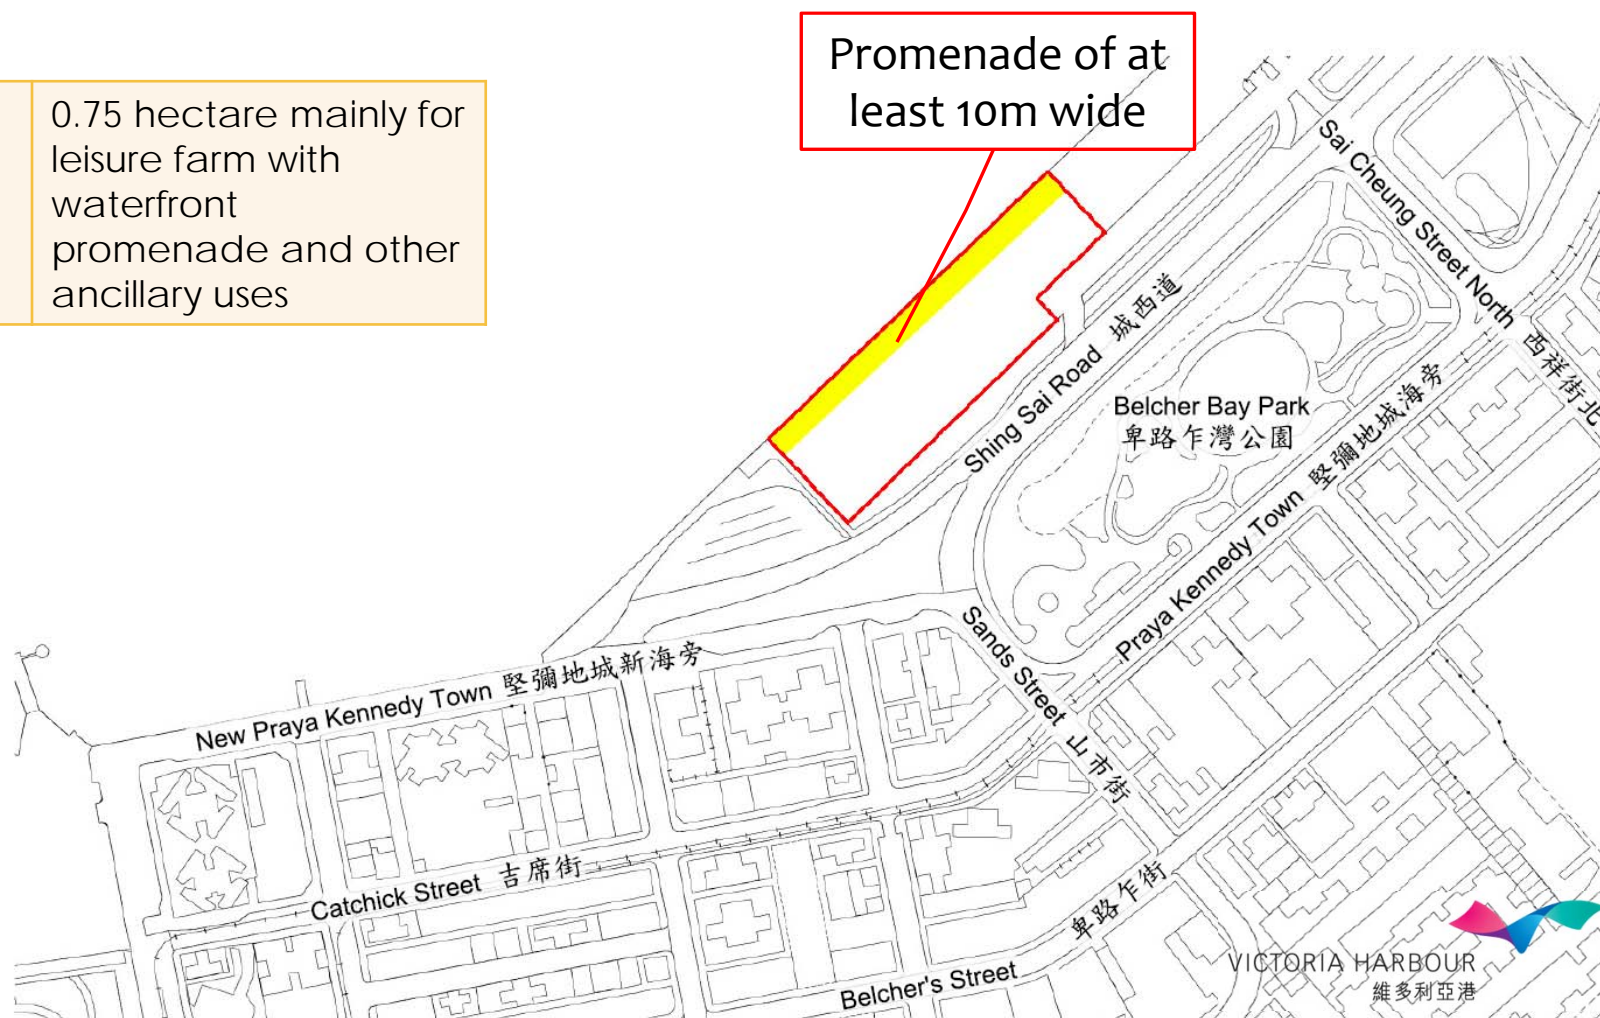 Promenade of at
least 10m wide
0.75 hectare mainly for
leisure farm with
waterfront
promenade and other
ancillary uses
Sai Cheung Street North 西祥街北
Shing Sai Road 城西道
Belcher Bay Park
卑路乍灣公園
Praya Kennedy Town 堅彌地城海旁
Sands Street 山市街
New Praya Kennedy Town 堅彌地城新海旁
Catchick Street 吉席街
Belcher's Street 卑路乍街
VICTORIA HARBOUR
維多利亞港